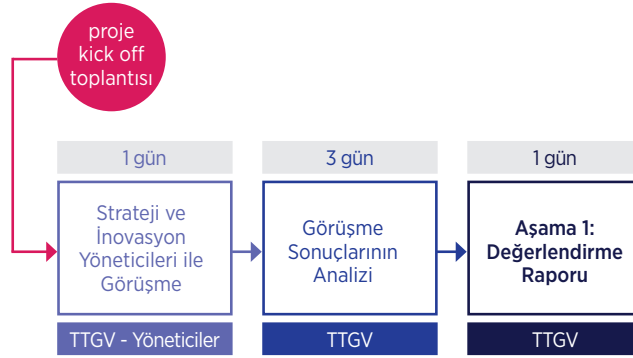 proje
kick off
toplantısı
1 gün
3 gün
1 gün
Strateji ve
İnovasyon
Yöneticileri ile
Görüşme
Görüşme
Sonuçlarının
Analizi
Aşama 1:
Değerlendirme
Raporu
TTGV - Yöneticiler
TTGV
TTGV